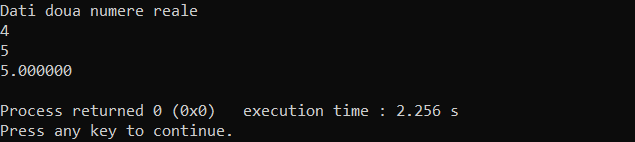 Dati doua numere reale
4
5
5.000000
Process returned 0 (0x0)   execution time : 2.256 s
Press any key to continue.